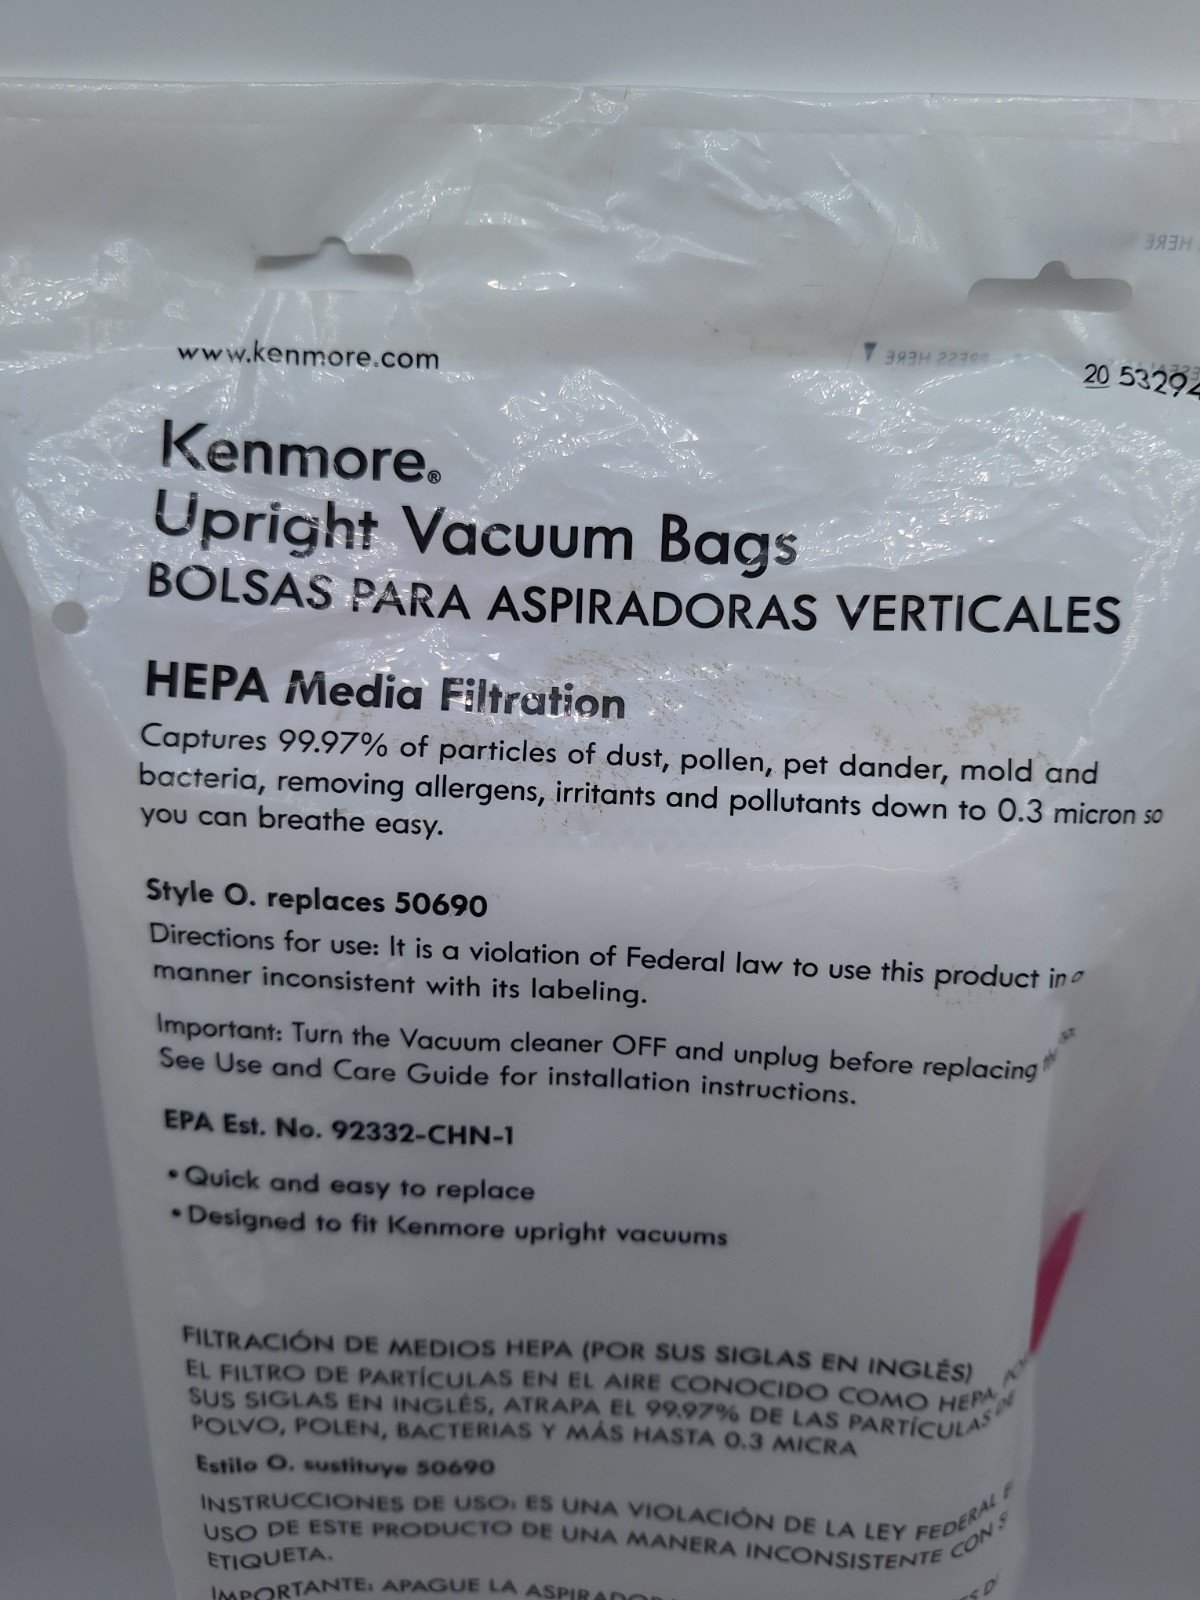 www.kenmore.com
20 53294
Kenmore®
Upright Vacuum Bags
BOLSAS PARA ASPIRADORAS VERTICALES
HEPA Media Filtration
Captures 99.97% of particles of dust, pollen, pet dander, mold and
bacteria, removing allergens, irritants and pollutants down to 0.3 micron so
you can breathe easy.
Style O. replaces 50690
Directions for use: It is a violation of Federal law to use this product in a
manner inconsistent with its labeling.
Important: Turn the Vacuum cleaner OFF and unplug before replacing
See Use and Care Guide for installation instructions.
EPA Est. No. 92332-CHN-1
• Quick and easy to replace
• Designed to fit Kenmore upright vacuums
FILTRACIÓN DE MEDIOS HEPA (POR SUS SIGLAS EN INGLÉS)
EL FILTRO DE PARTÍCULAS EN EL AIRE CONOCIDO COMO HEPA, POR
SUS SIGLAS EN INGLÉS, ATRAPA EL 99.97% DE LAS PARTÍCULAS DE
POLVO, POLEN, BACTERIAS Y MÁS HASTA 0.3 MICRA
Estilo O. sustituye 50690
INSTRUCCIONES DE USO: ES UNA VIOLACIÓN DE LA LEY FEDERAL
USO DE ESTE PRODUCTO DE UNA MANERA INCONSISTENTE CON
ETIQUETA.
IMPORTANTE: APAGUE LA